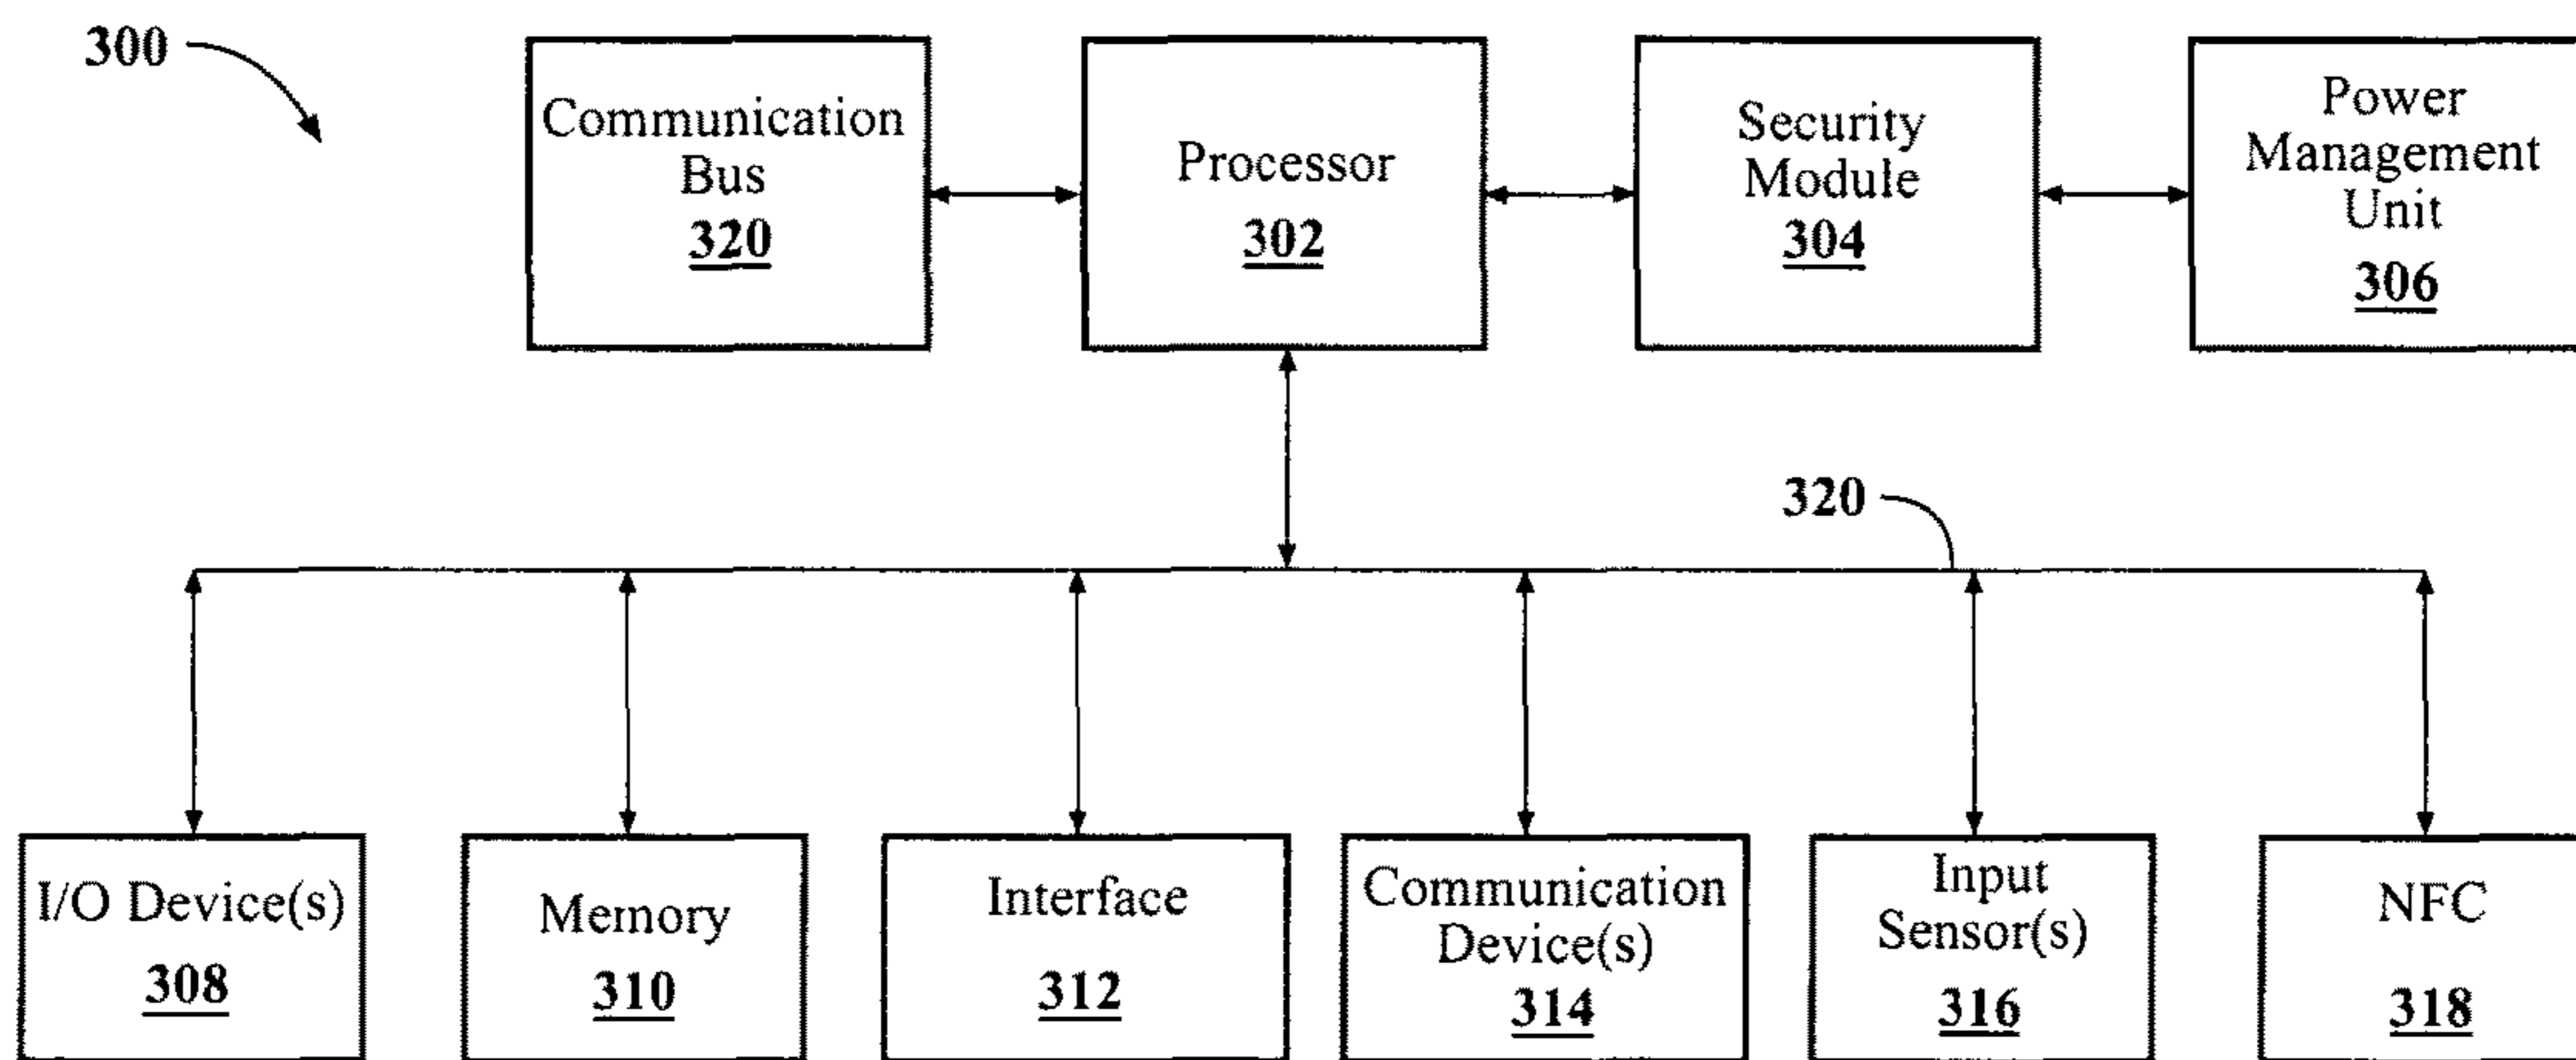 300
Communication
Bus
320
Processor
302
Security
Module
304
Power
Management
Unit
306
320
I/O Device(s)
308
Memory
310
Interface
312
Communication
Device(s)
314
Input
Sensor(s)
316
NFC
318